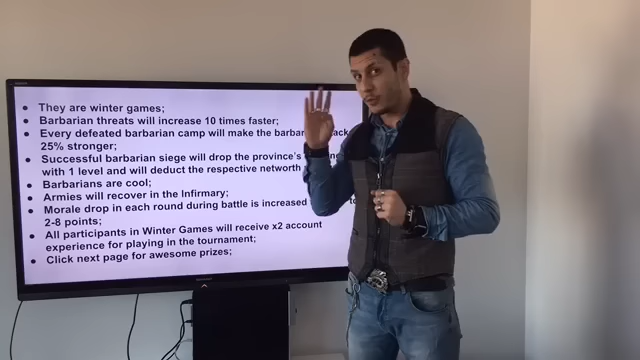 They are winter games;
Barbarian threats will increase 10 times faster;
Every defeated barbarian camp will make the
25% stronger;
Successful barbarian siege will drop the province's
with 1 level and will deduct the respective networth
Barbarians are cool;
Armies will recover in the Infirmary;
Morale drop in each round during battle is increased
2-8 points;
All participants in Winter Games will receive x2 account
experience for playing in the tournament;
Click next page for awesome prizes;